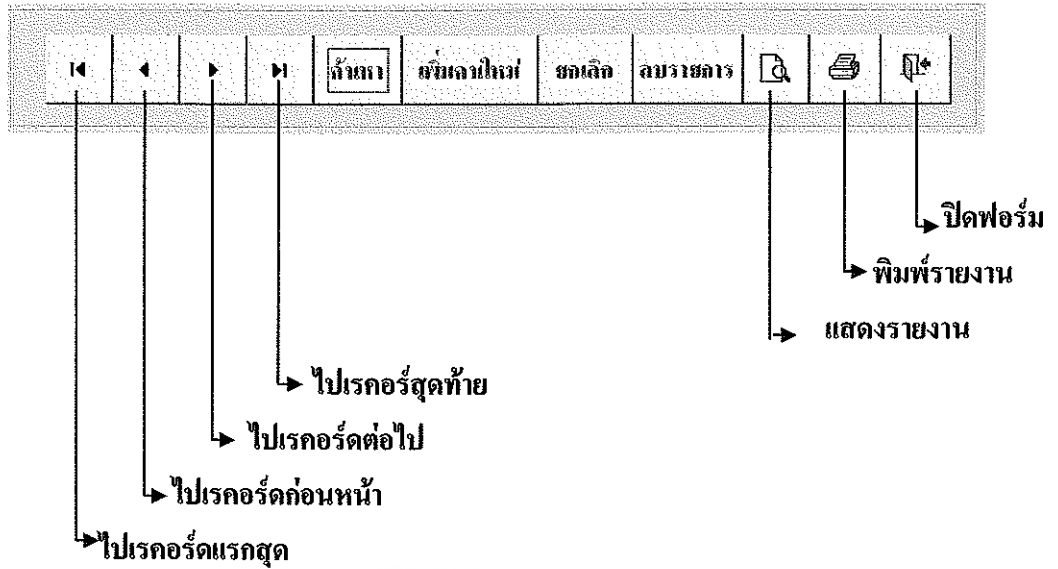 ค้นหา เพิ่มคนใหม่ ยกเลิก ลบรายการ
ปิดฟอร์ม
พิมพ์รายงาน
แสดงรายงาน
ไปเรคอร์สุดท้าย
ไปเรคอร์ดต่อไป
ไปเรคอร์ดก่อนหน้า
ไปเรคอร์ดแรกสุด